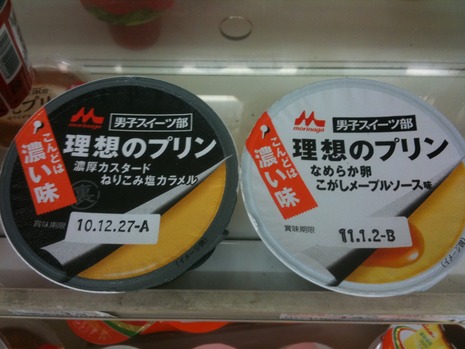 morinaga
男子スイーツ部
こんどは
濃い味
理想のプリン
濃厚カスタード
ねりこみ塩カラメル
賞味期限
10.12.27-A
morinaga
男子スイーツ部
こんどは
濃い味
理想のプリン
なめらか卵
こがしメープルソース味
賞味期限
11.1.2-B